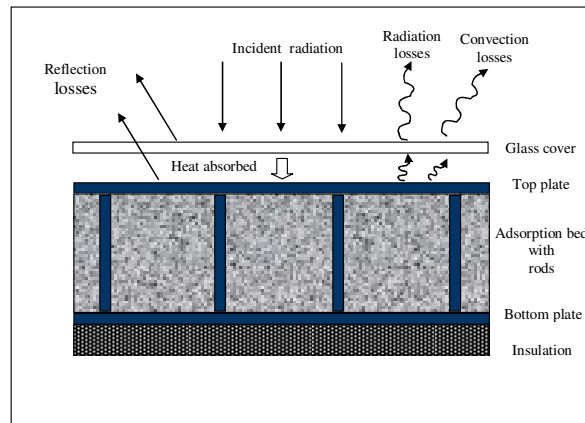 Incident radiation
Radiation
losses
Convection
losses
Reflection
losses
Glass cover
Heat absorbed
Top plate
Adsorption bed
with
rods
Bottom plate
Insulation